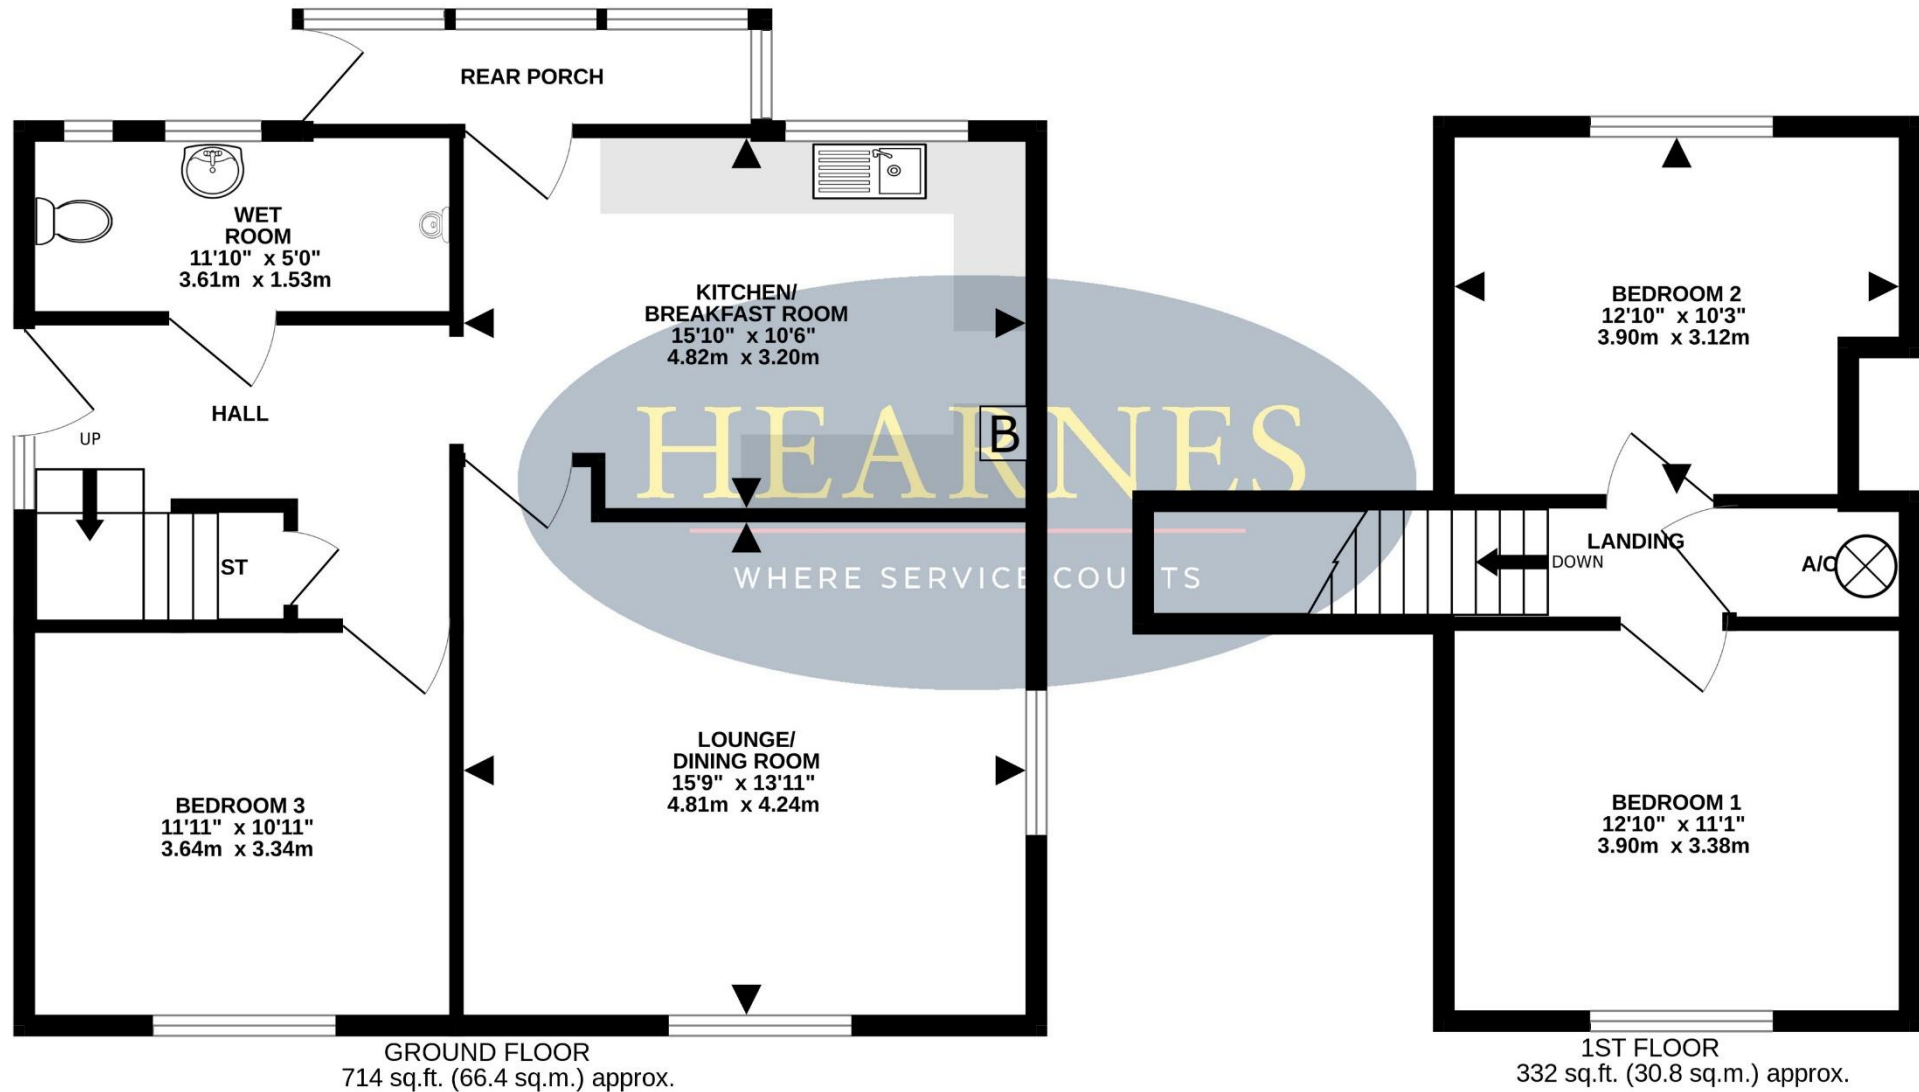 REAR PORCH
WET
ROOM
11'10" x 5'0"
3.61m x 1.53m
KITCHEN/
BREAKFAST ROOM
15'10" x 10'6"
4.82m x 3.20m
HALL
UP
ST
B
HEARNES
WHERE SERVICE COU TS
LOUNGE/
DINING ROOM
15'9" x 13'11"
4.81m x 4.24m
BEDROOM 3
11'11" x 10'11"
3.64m x 3.34m
GROUND FLOOR
714 sq.ft. (66.4 sq.m.) approx.
BEDROOM 2
12'10" x 10'3"
3.90m x 3.12m
LANDING
DOWN
A/C
BEDROOM 1
12'10" x 11'1"
3.90m x 3.38m
1ST FLOOR
332 sq.ft. (30.8 sq.m.) approx.